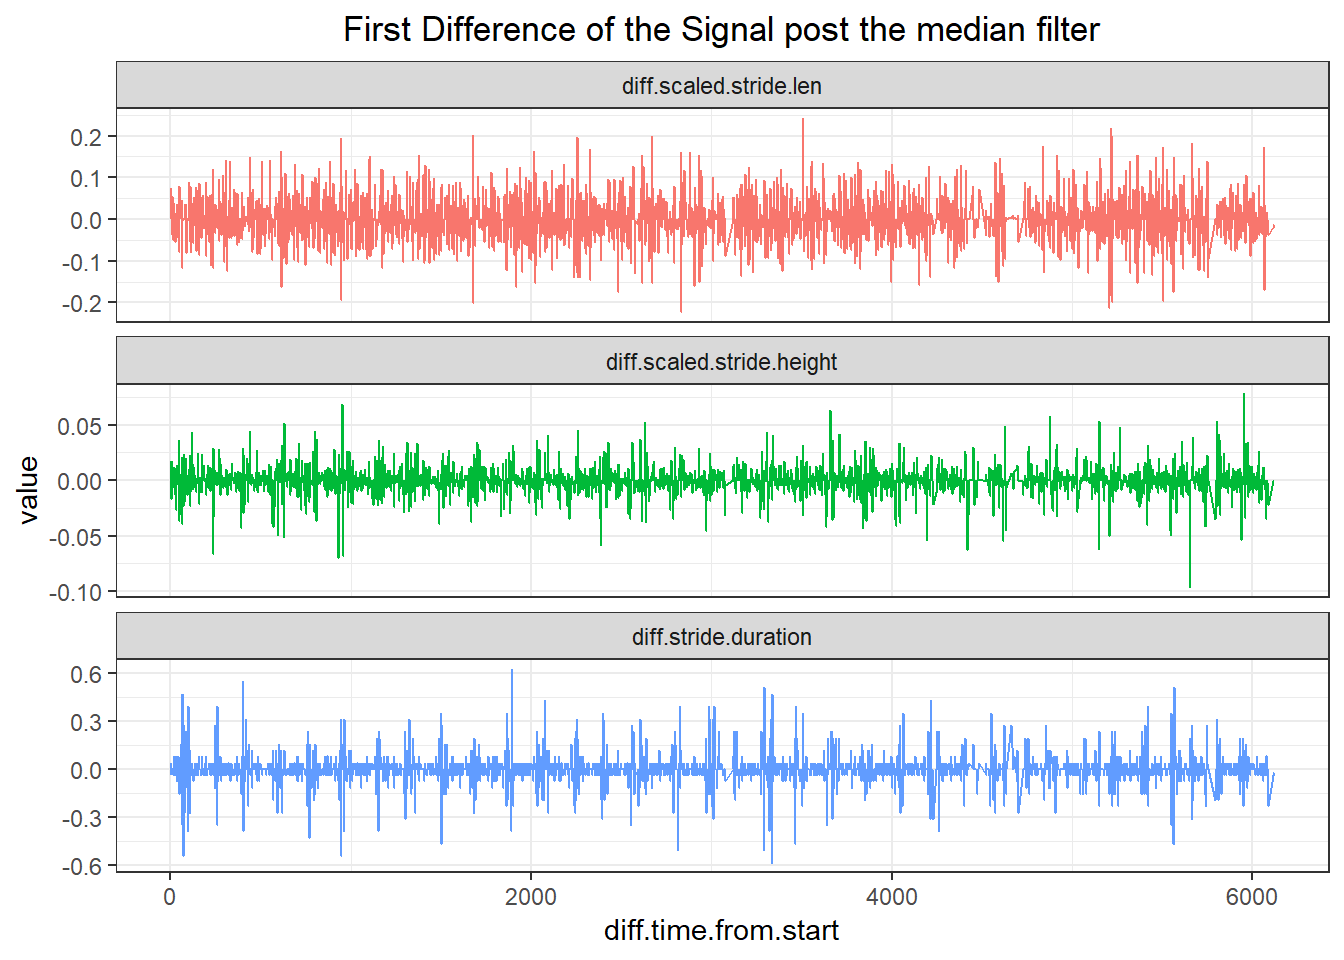 First Difference of the Signal post the median filter
diff.scaled.stride.len
0.2
0.1
0.0
-0.1
-0.2
diff.scaled.stride.height
0.05
0.00
-0.05
-0.10
value
diff.stride.duration
0.6
0.3
0.0
-0.3
-0.6
0 2000 4000 6000
diff.time.from.start